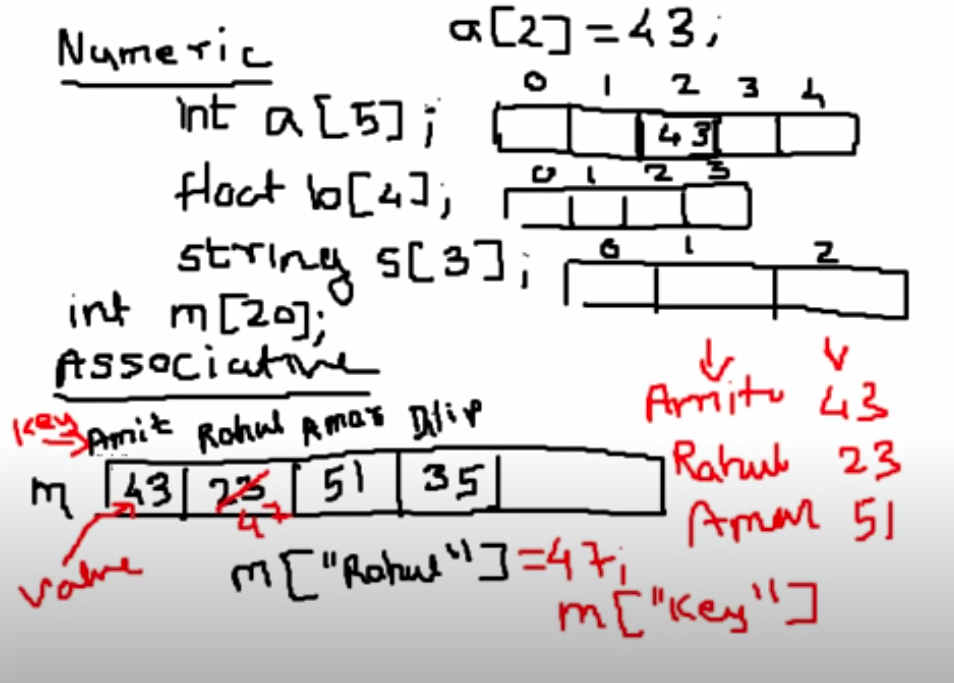 a[2]=43;
Numeric
0 1 2 3 4
int a[5];
43
0 1 2 3
float b[4];
0 1 2
string s[3];
int m[20];
Associative
Key Amit Rahul Amar Dilip
m 43 23 51 35
47
value
m["Rahul"]=47;
m["Key"]
Amit 43
Rahul 23
Amar 51